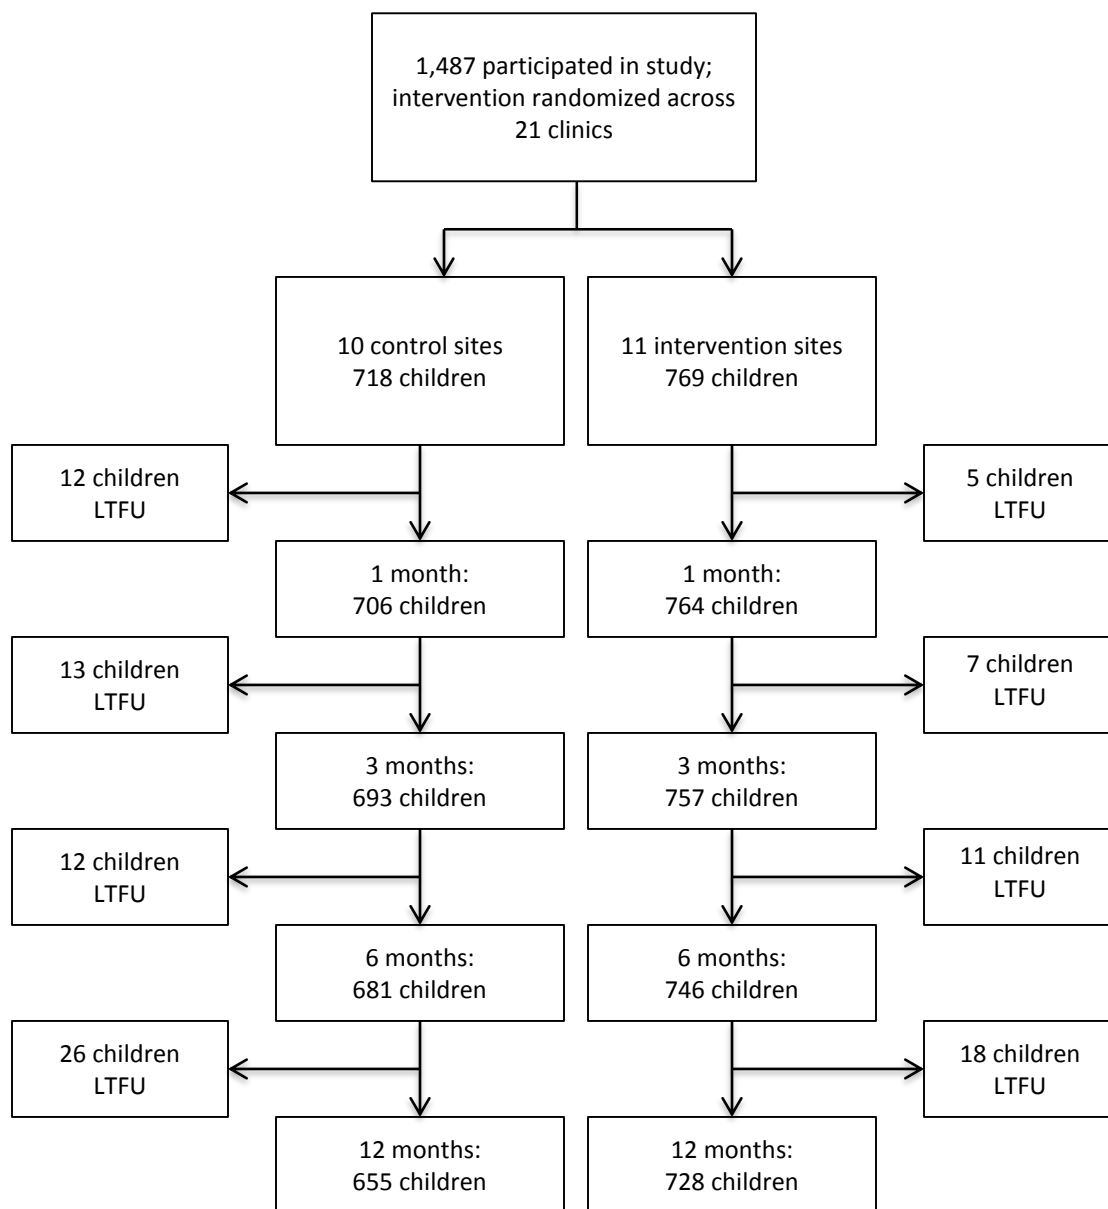 1,487 participated in study;
intervention randomized across
21 clinics
10 control sites
718 children
11 intervention sites
769 children
12 children
LTFU
5 children
LTFU
1 month:
706 children
1 month:
764 children
13 children
LTFU
7 children
LTFU
3 months:
693 children
3 months:
757 children
12 children
LTFU
11 children
LTFU
6 months:
681 children
6 months:
746 children
26 children
LTFU
18 children
LTFU
12 months:
655 children
12 months:
728 children